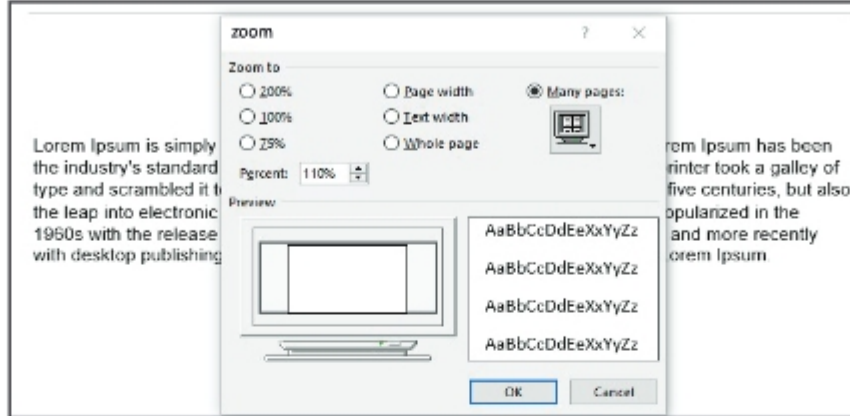 zoom ? ×
Zoom to
200% Page width Many pages:
100% Text width
75% Whole page
Percent: 110%
Preview
AaBbCcDdEeXxYyZz
AaBbCcDdEeXxYyZz
AaBbCcDdEeXxYyZz
AaBbCcDdEeXxYyZz
OK Cancel
Lorem Ipsum is simply rem Ipsum has been
the industry's standard rinter took a galley of
type and scrambled it t five centuries, but also
the leap into electronic opularized in the
1960s with the release and more recently
with desktop publishing orem Ipsum.